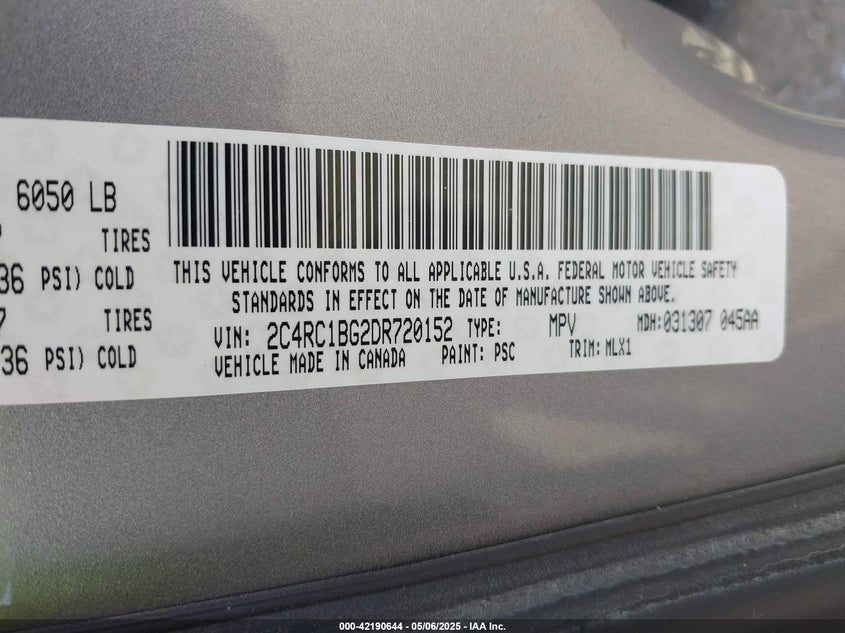 6050 LB
TIRES
36 PSI) COLD
7 TIRES
36 PSI) COLD
THIS VEHICLE CONFORMS TO ALL APPLICABLE U.S.A. FEDERAL MOTOR VEHICLE SAFETY
STANDARDS IN EFFECT ON THE DATE OF MANUFACTURE SHOWN ABOVE.
VIN: 2C4RC1BG2DR720152 TYPE: MPV MDH:031307 045AA
VEHICLE MADE IN CANADA PAINT: PSC TRIM: MLX1
000-42190644 - 05/06/2025 - IAA Inc.